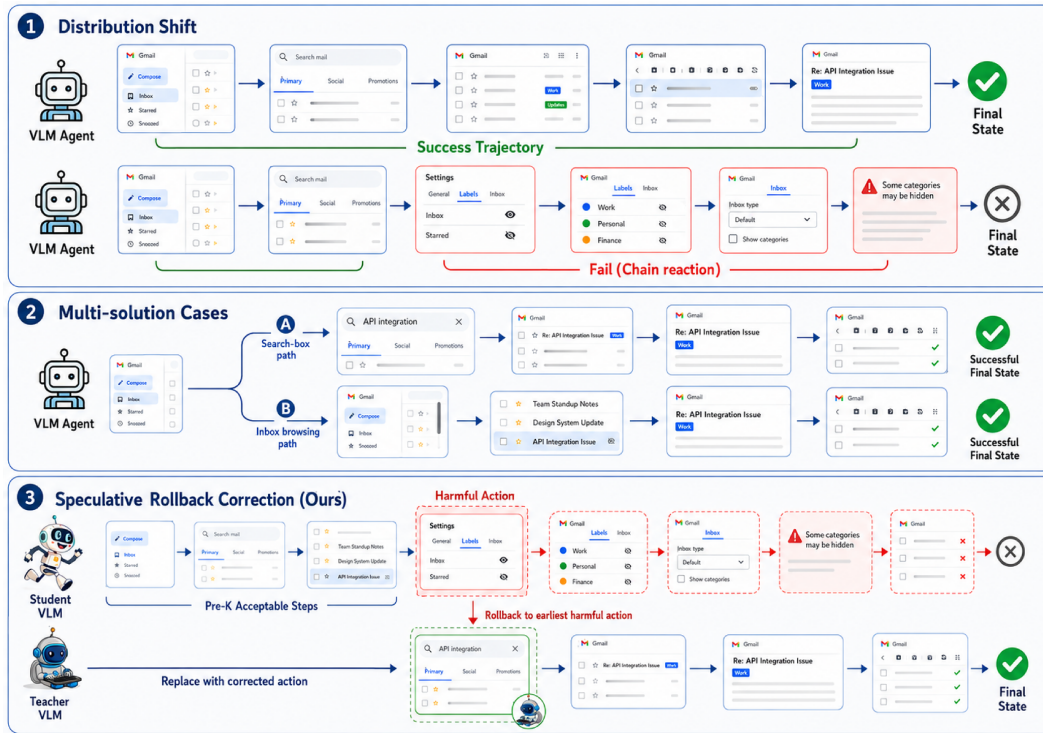 1 Distribution Shift
VLM Agent
Gmail
Compose
Inbox
Starred
Snoozed
Search mail
Primary Social Promotions
Gmail
Work
Updates
Gmail
Gmail
Re: API Integration Issue
Work
Final
State
Success Trajectory
VLM Agent
Gmail
Compose
Inbox
Starred
Snoozed
Search mail
Primary Social Promotions
Settings
General Labels Inbox
Inbox
Starred
Gmail
Labels Inbox
Work
Personal
Finance
Gmail
Inbox
Inbox type
Default
Show categories
Some categories
may be hidden
Final
State
Fail (Chain reaction)
2 Multi-solution Cases
VLM Agent
Gmail
Compose
Inbox
Starred
Snoozed
A
Search-box
path
API integration
Primary Social Promotions
Gmail
Re: API Integration Issue Work
Gmail
Re: API Integration Issue
Work
Gmail
Successful
Final State
B
Inbox browsing
path
Gmail
Compose
Inbox
Snoozed
Team Standup Notes
Design System Update
API Integration Issue
Gmail
Re: API Integration Issue
Work
Gmail
Successful
Final State
3 Speculative Rollback Correction (Ours)
Student
VLM
Compose
Inbox
Starred
Snoozed
Search mail
Primary Social Promotions
Team Standup Notes
Design System Update
API Integration Issue
Pre-K Acceptable Steps
Harmful Action
Settings
General Labels Inbox
Inbox
Starred
Gmail
Labels Inbox
Work
Personal
Finance
Gmail
Inbox
Inbox type
Default
Show categories
Some categories
may be hidden
Gmail
Rollback to earliest harmful action
Teacher
VLM
Replace with corrected action
API integration
Primary Social Promotions
Gmail
Re: API Integration Issue Work
Gmail
Re: API Integration Issue
Work
Gmail
Final
State